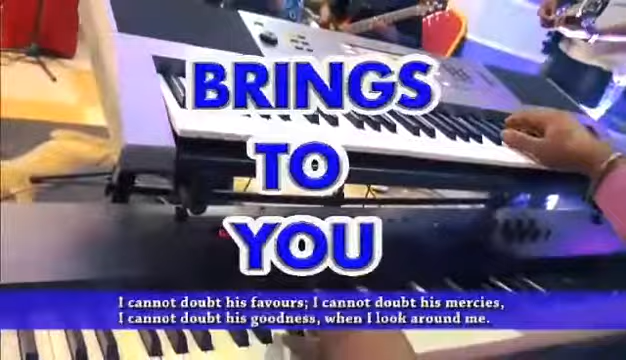 BRINGS
TO
YOU
I cannot doubt his favours; I cannot doubt his mercies,
I cannot doubt his goodness, when I look around me.